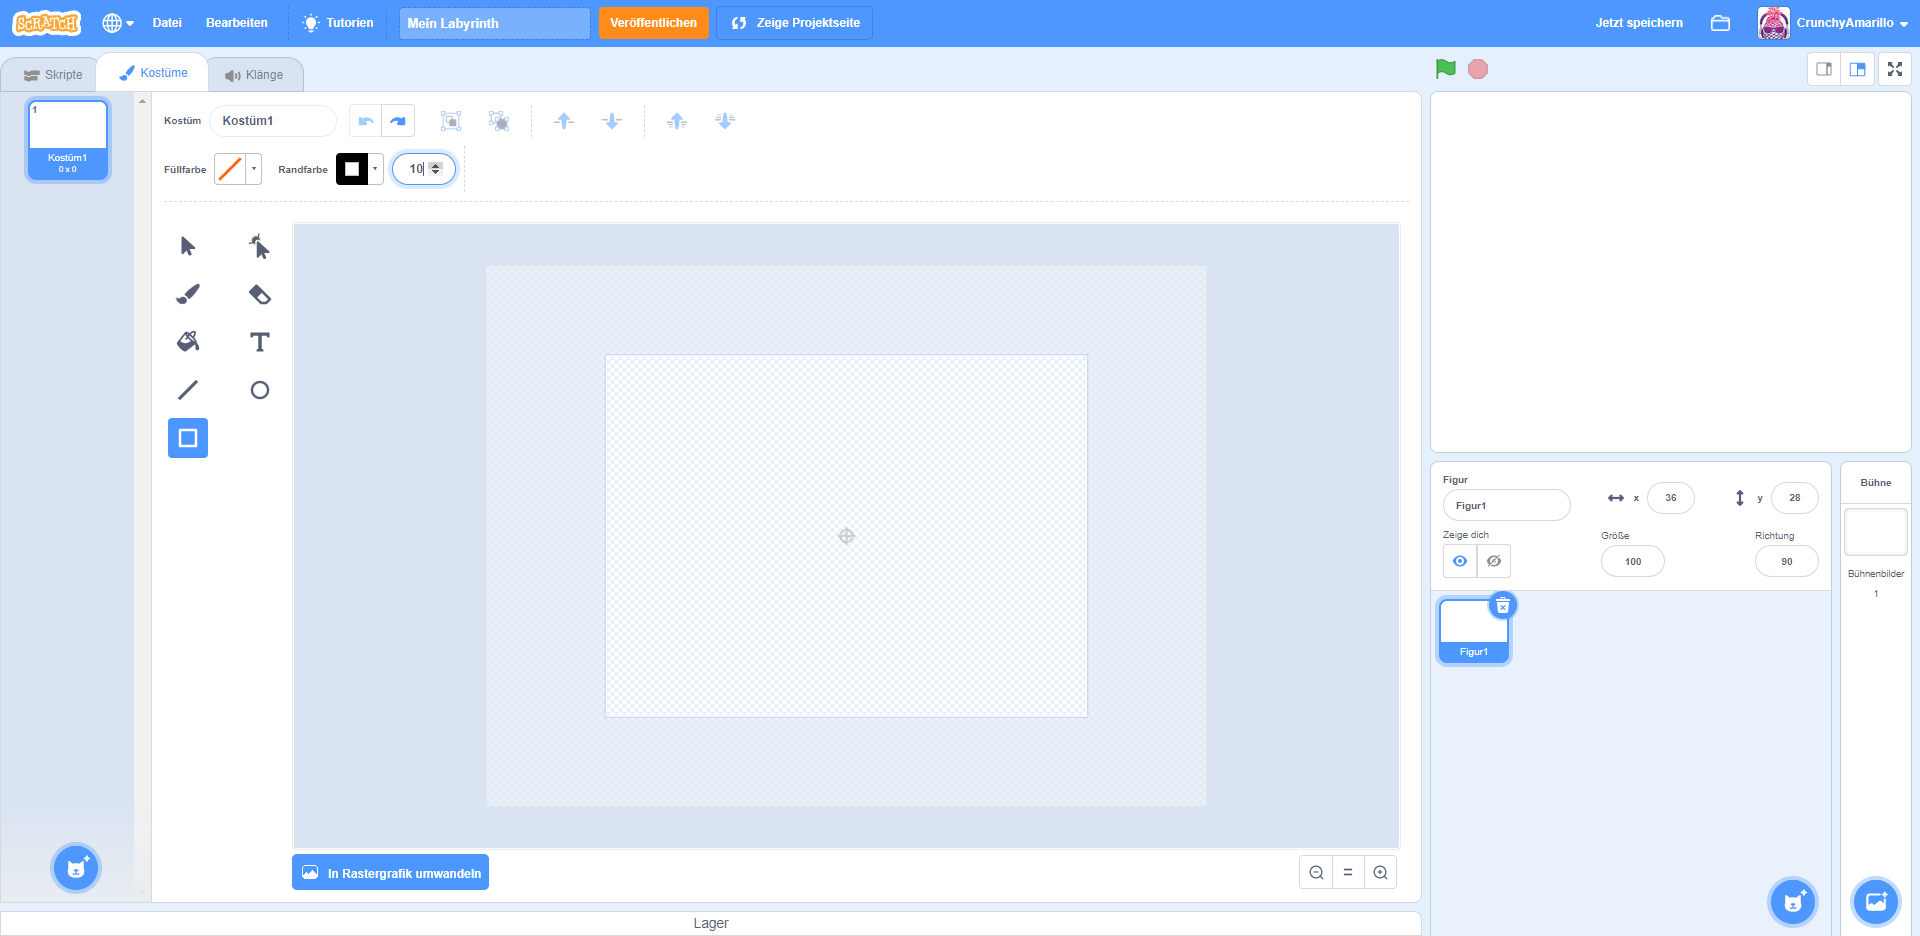 SCRATCH Datei Bearbeiten Tutorien Mein Labyrinth Veröffentlichen Zeige Projektseite Jetzt speichern CrunchyAmarillo
Skripte Kostüme Klänge
1
Kostüm1
0 x 0
Kostüm Kostüm1
Füllfarbe Randfarbe 10
In Rastergrafik umwandeln
Lager
Figur
Figur1
x 36
y 28
Zeige dich
Größe
100
Richtung
90
Figur1
Bühne
Bühnenbilder
1